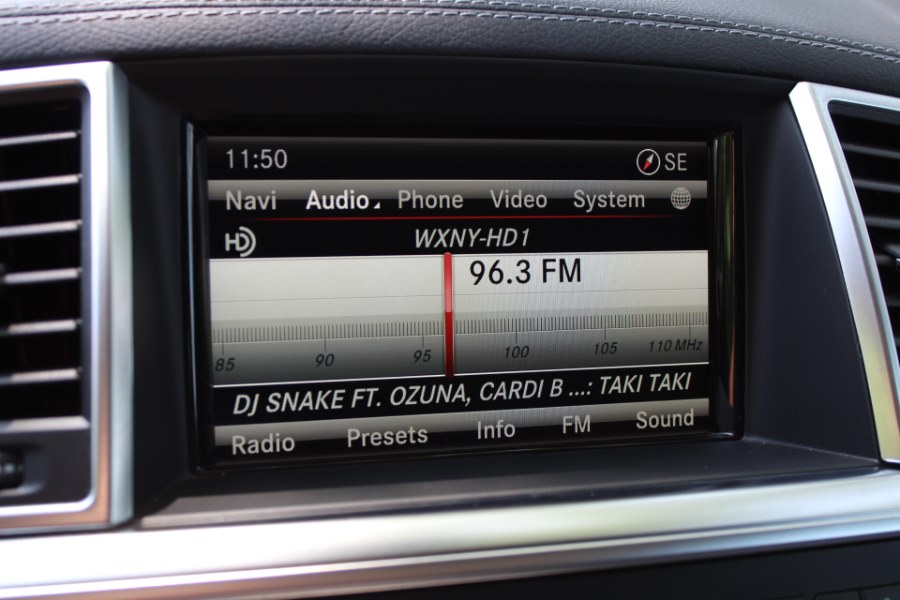 11:50 SE
Navi Audio Phone Video System
HD WXNY-HD1
96.3 FM
85 90 95 100 105 110 MHz
DJ SNAKE FT. OZUNA, CARDI B ...: TAKI TAKI
Radio Presets Info FM Sound